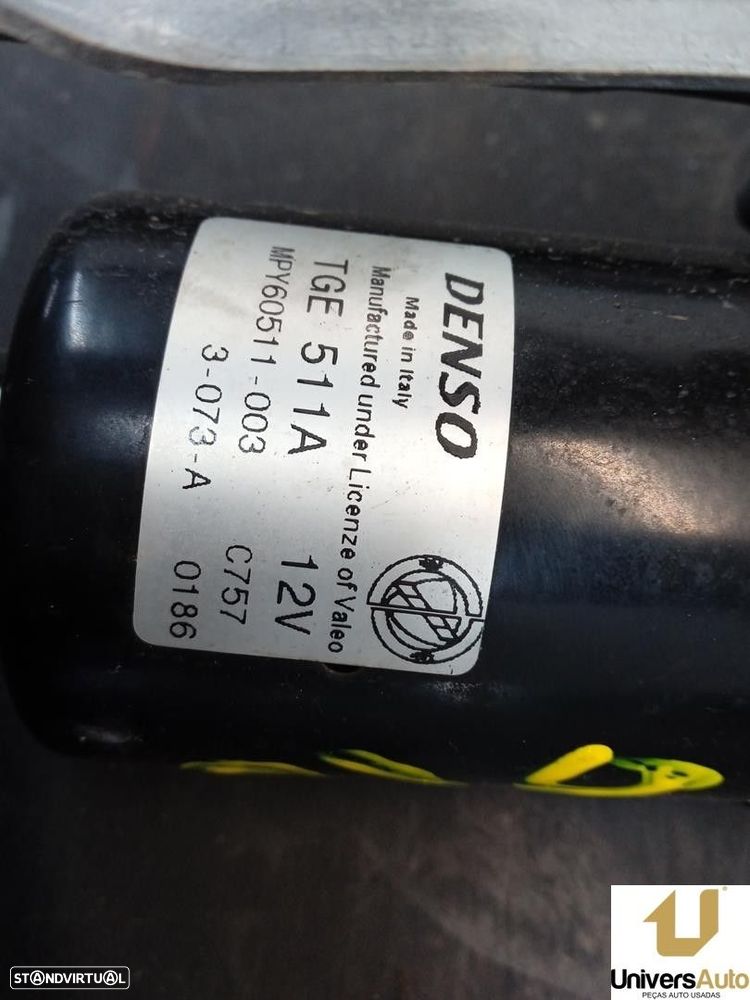 DENSO
Made in Italy
Manufactured under Licenze of Valeo
TGE 511A 12V
MPY60511-003 C757
3-073-A 0186
STANDVIRTUAL
UniversAuto
PEÇAS AUTO USADAS